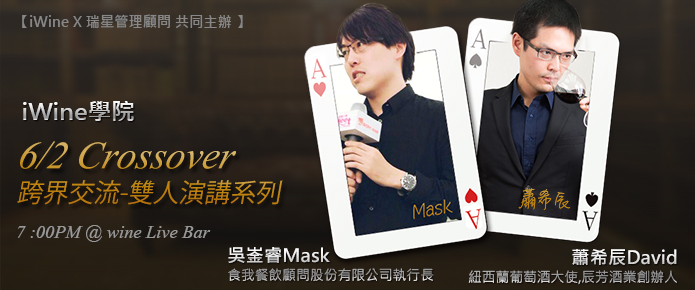 【 iWine X 瑞星管理顧問 共同主辦 】
iWine學院
6/2 Crossover
跨界交流-雙人演講系列
7 :00PM @ wine Live Bar
A
Mask
A
A
蕭希辰
A
吳崟睿Mask
食我餐飲顧問股份有限公司執行長
蕭希辰David
紐西蘭葡萄酒大使,辰芳酒業創辦人